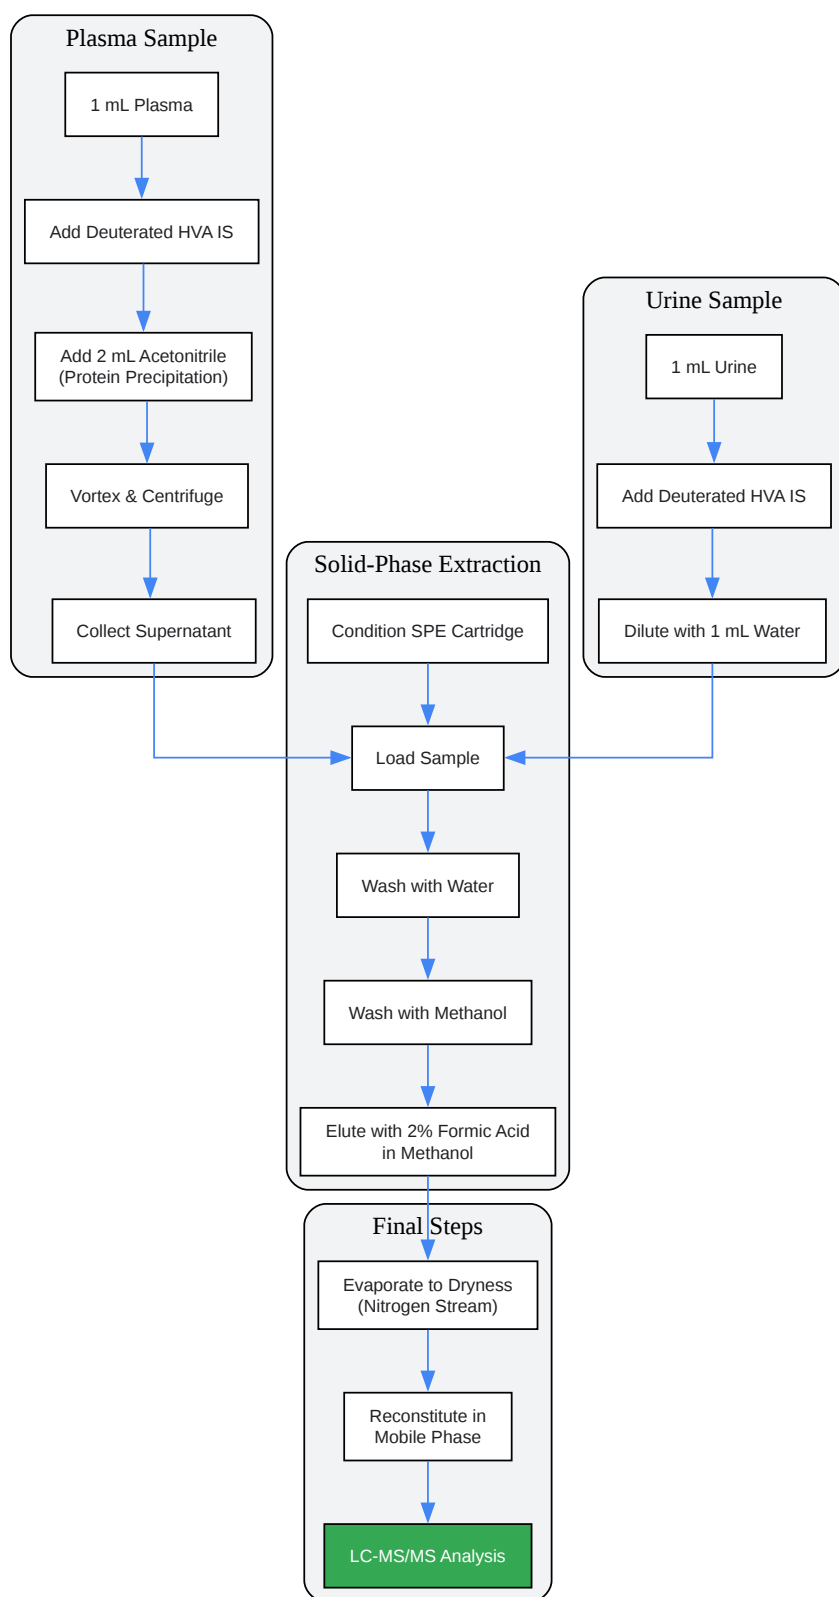 Plasma Sample
1 mL Plasma
Add Deuterated HVA IS
Add 2 mL Acetonitrile
(Protein Precipitation)
Vortex & Centrifuge
Collect Supernatant
Urine Sample
1 mL Urine
Add Deuterated HVA IS
Dilute with 1 mL Water
Solid-Phase Extraction
Condition SPE Cartridge
Load Sample
Wash with Water
Wash with Methanol
Elute with 2% Formic Acid
in Methanol
Final Steps
Evaporate to Dryness
(Nitrogen Stream)
Reconstitute in
Mobile Phase
LC-MS/MS Analysis